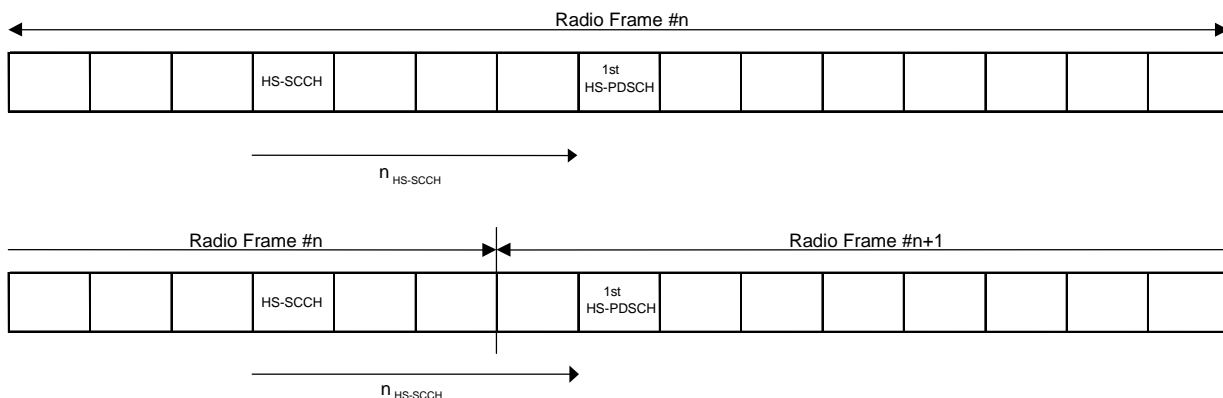 Radio Frame #n
HS-SCCH
1st
HS-PDSCH
n HS-SCCH
Radio Frame #n
Radio Frame #n+1
HS-SCCH
1st
HS-PDSCH
n HS-SCCH